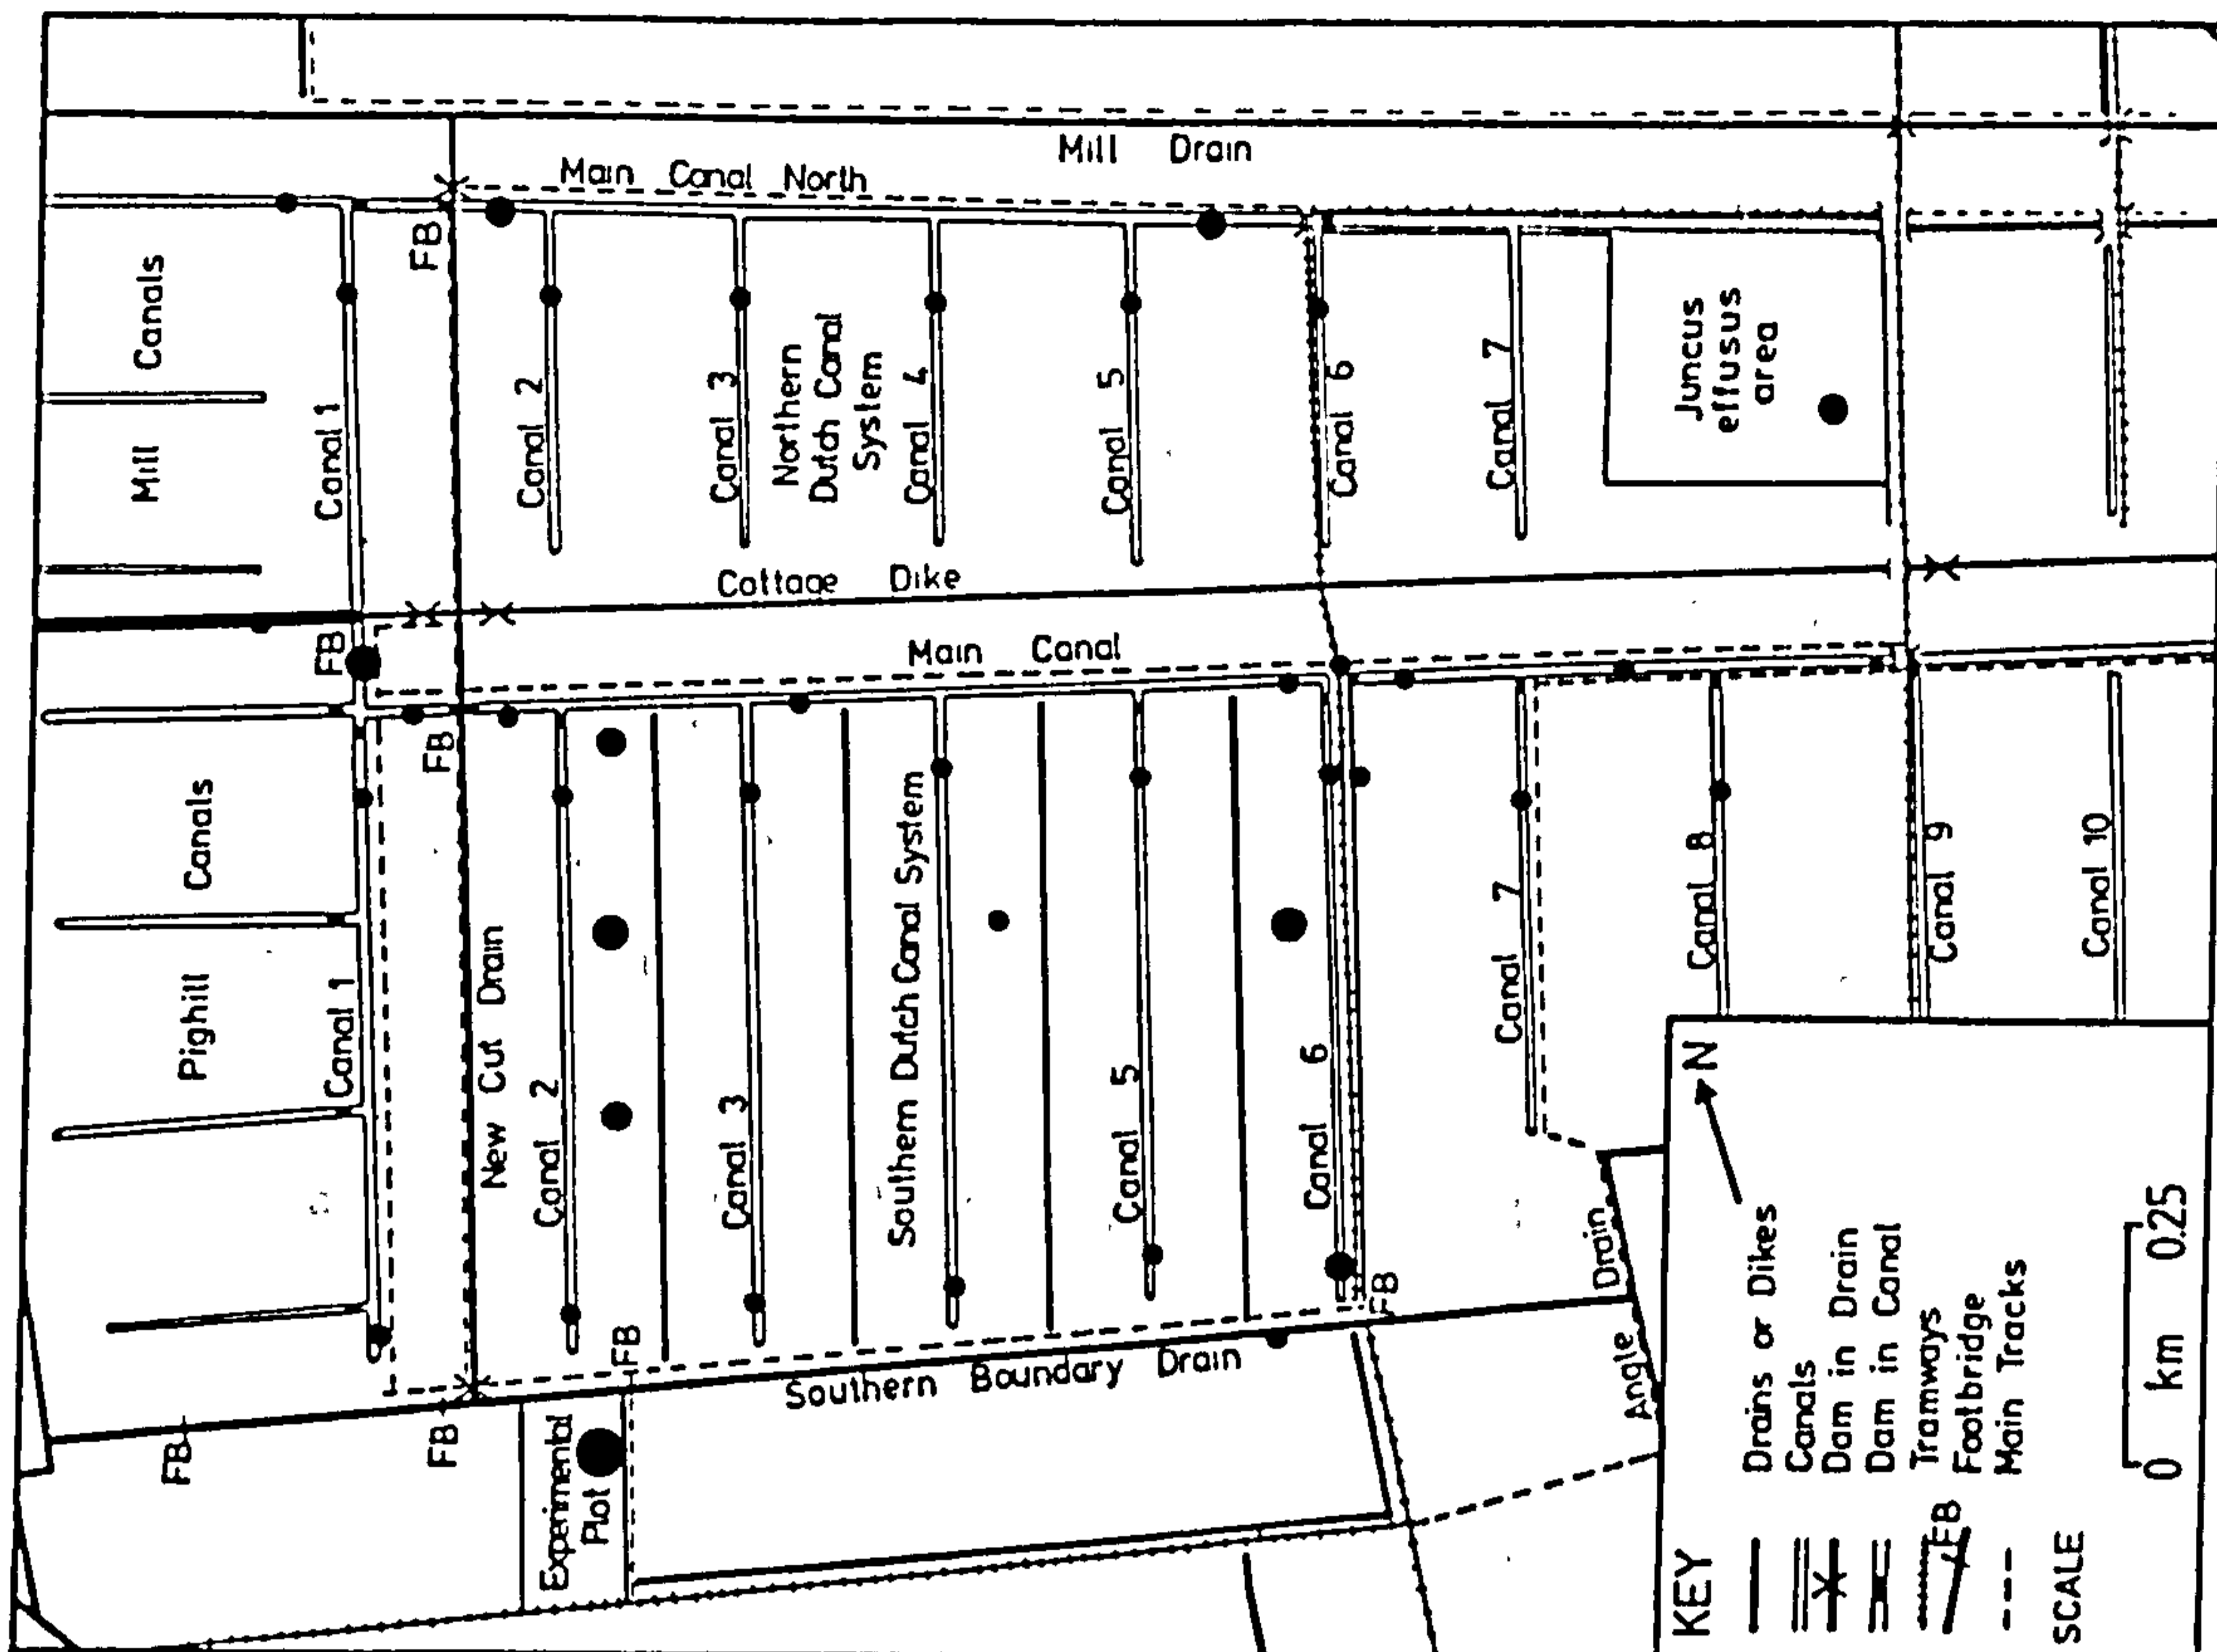 Mill Drain
Main Canal North
FB
Mill Canals
Canal 1
Canal 2
Canal 3
Northern
Dutch Canal
System
Canal 4
Canal 5
Canal 6
Canal 7
Juncus
effusus
area
Cottage Dike
FB
Main Canal
FB
Pighill Canals
Canal 1
New Cut Drain
Canal 2
Canal 3
Southern Dutch Canal System
Canal 5
Canal 6
Canal 7
Canal 8
Canal 9
Canal 10
FB
FB
FB
FB
Southern Boundary Drain
Experimental
Plot
Angle Drain
N
KEY
Drains or Dikes
Canals
Dam in Drain
Dam in Canal
Tramways
FB Footbridge
Main Tracks
SCALE
0 km 0.25